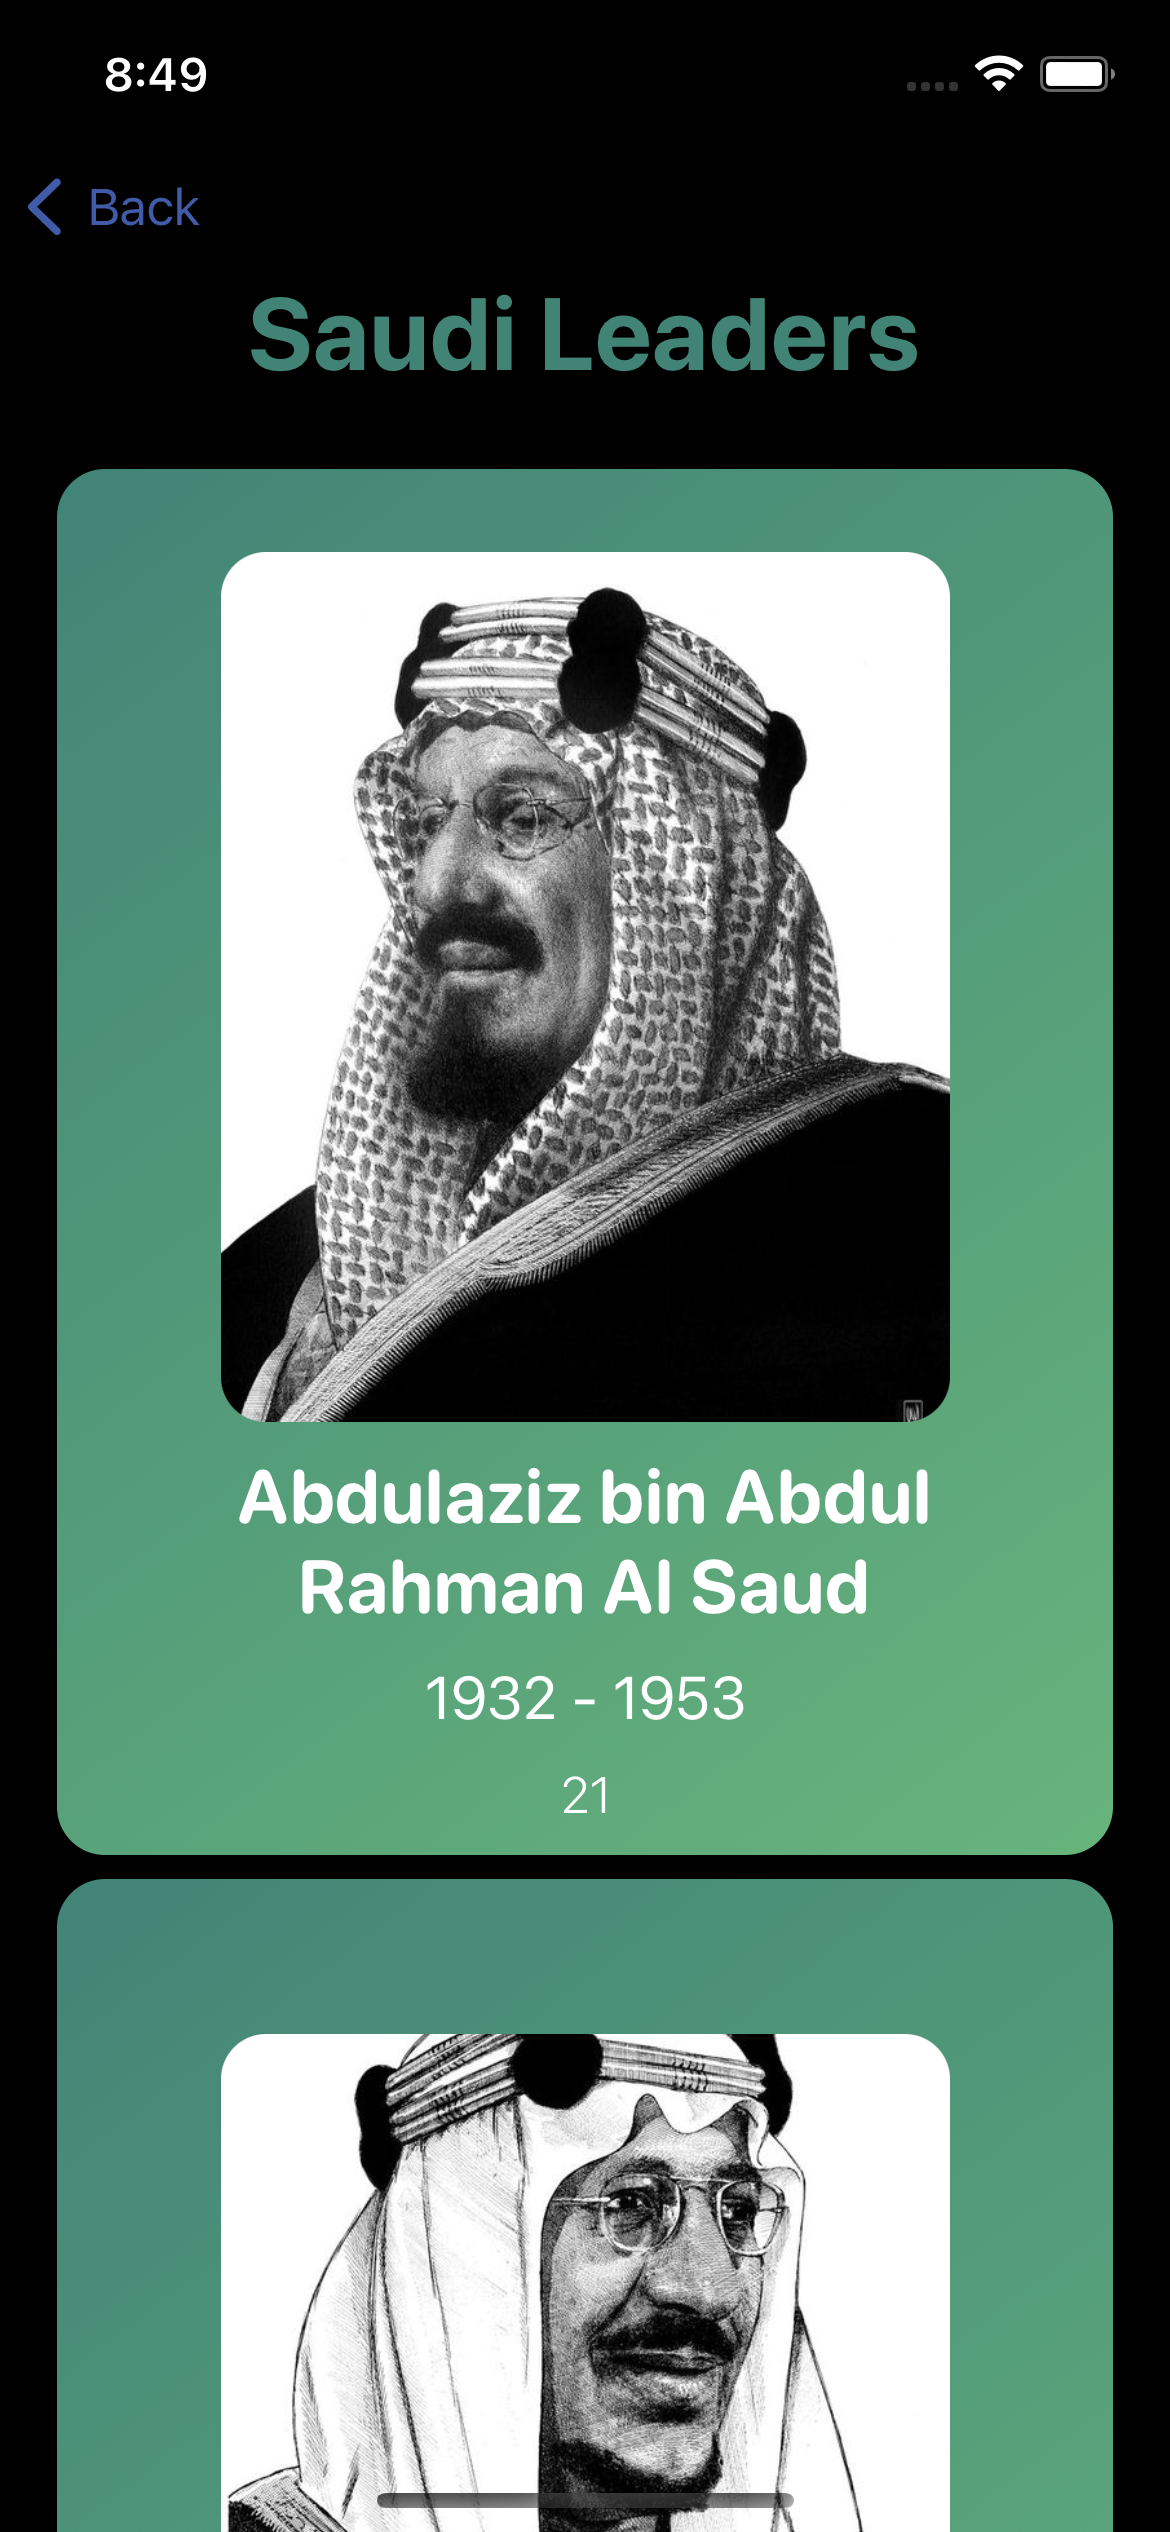 8:49
Back
Saudi Leaders
Abdulaziz bin Abdul
Rahman Al Saud
1932 - 1953
21